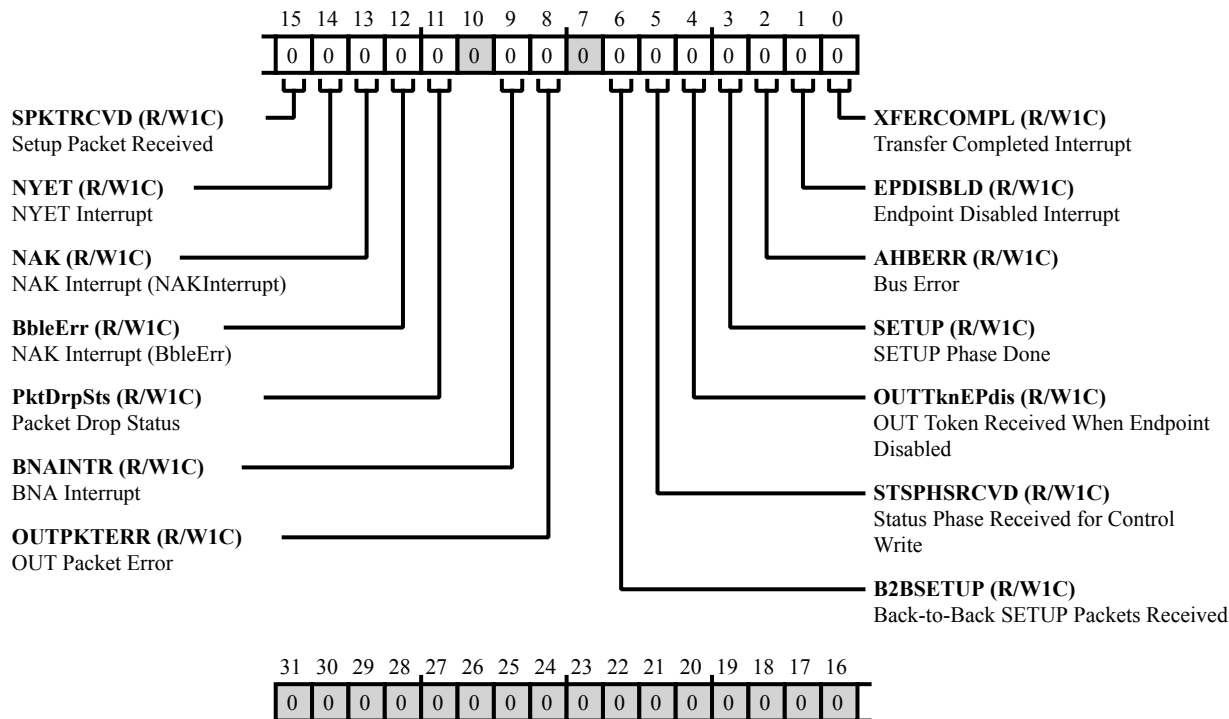 15 14 13 12 11 10 9 8 7 6 5 4 3 2 1 0
0 0 0 0 0 0 0 0 0 0 0 0 0 0 0 0
SPKTRCVD (R/W1C)
Setup Packet Received
NYET (R/W1C)
NYET Interrupt
NAK (R/W1C)
NAK Interrupt (NAKInterrupt)
BbleErr (R/W1C)
NAK Interrupt (BbleErr)
PktDrpSts (R/W1C)
Packet Drop Status
BNAINTR (R/W1C)
BNA Interrupt
OUTPKTERR (R/W1C)
OUT Packet Error
XFERCOMPL (R/W1C)
Transfer Completed Interrupt
EPDISBLD (R/W1C)
Endpoint Disabled Interrupt
AHBERR (R/W1C)
Bus Error
SETUP (R/W1C)
SETUP Phase Done
OUTTknEPdis (R/W1C)
OUT Token Received When Endpoint
Disabled
STSPHSRCVD (R/W1C)
Status Phase Received for Control
Write
B2BSETUP (R/W1C)
Back-to-Back SETUP Packets Received
31 30 29 28 27 26 25 24 23 22 21 20 19 18 17 16
0 0 0 0 0 0 0 0 0 0 0 0 0 0 0 0